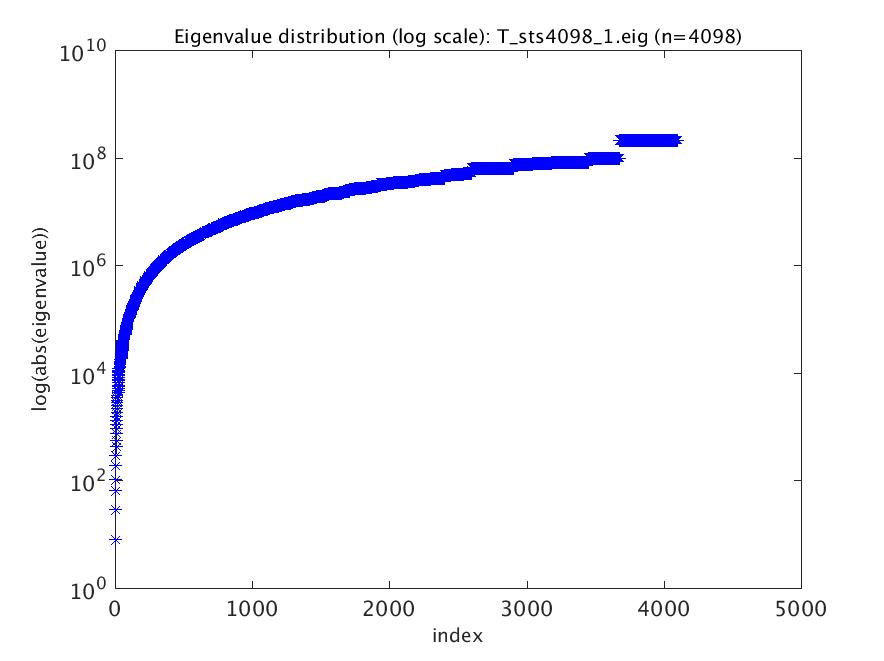 Eigenvalue distribution (log scale): T_sts4098_1.eig (n=4098)
10^10
10^8
10^6
10^4
10^2
10^0
log(abs(eigenvalue))
0 1000 2000 3000 4000 5000
index